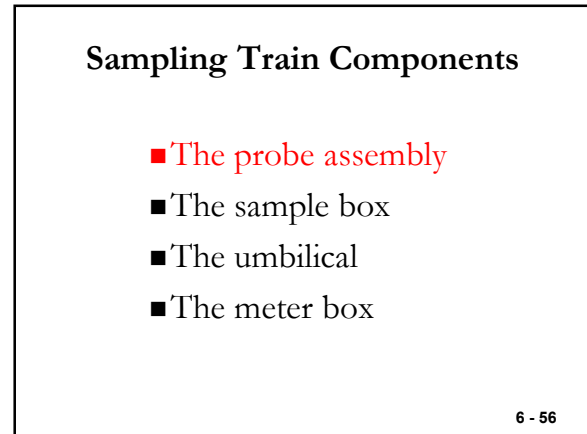 Sampling Train Components
■The probe assembly
■The sample box
■The umbilical
■The meter box
6 - 56